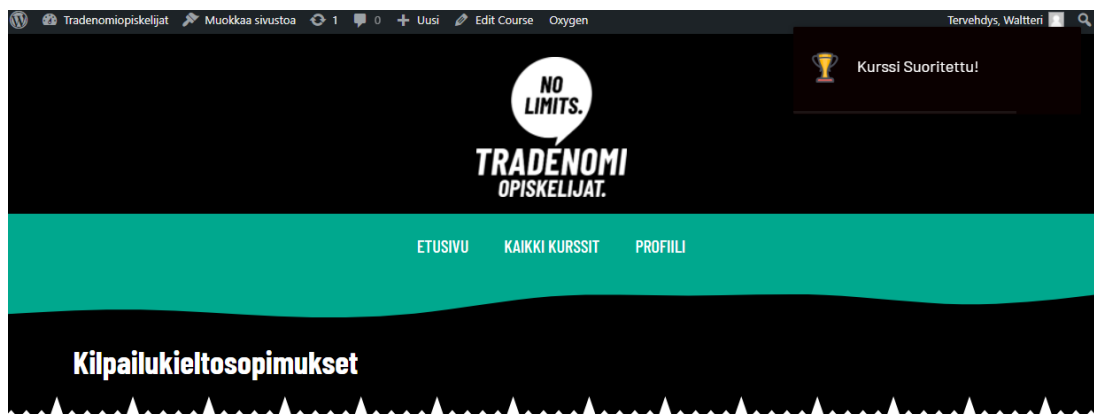 Tradenomiopiskelijat Muokkaa sivustoa 1 0 Uusi Edit Course Oxygen Tervehdys, Waltteri
Kurssi Suoritettu!
NO
LIMITS.
TRADENOMI
OPISKELIJAT.
ETUSIVU KAIKKI KURSSIT PROFIILI
Kilpailukieltosopimukset